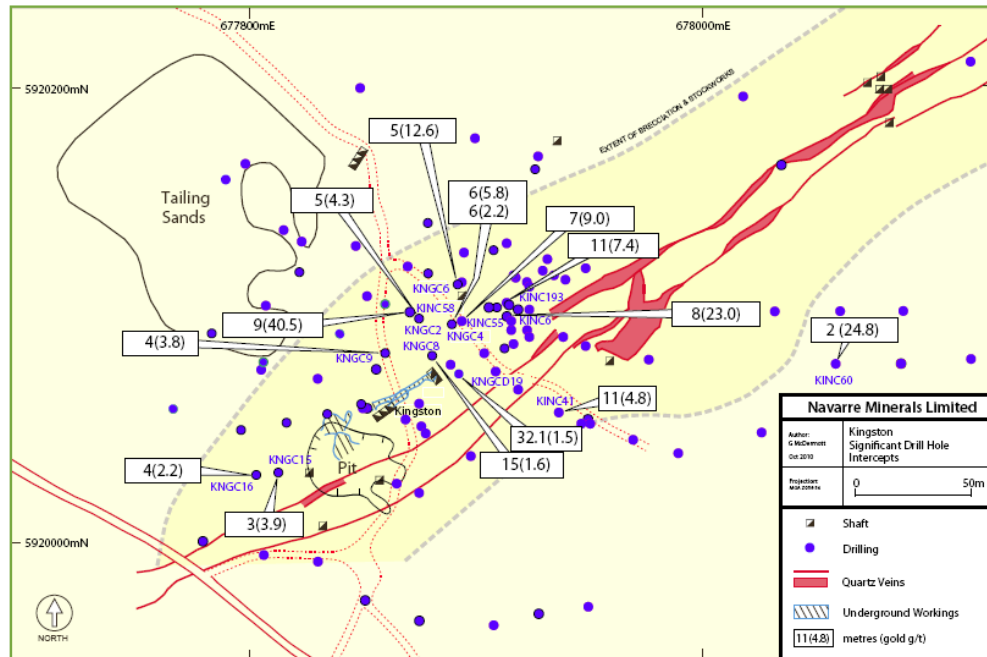 677800mE
678000mE
5920200mN
EXTENT OF BRECCIATION & STOCKWORKS
5(12.6)
Tailing
Sands
5(4.3)
6(5.8)
6(2.2)
7(9.0)
11(7.4)
KNGC6
KINC193
KINC58
9(40.5)
KNGC2
KINC55
KINC6
8(23.0)
KNGC4
2 (24.8)
4(3.8)
KNGC8
KNGC9
KNGCD19
KINC60
KINC41
11(4.8)
Kingston
32.1(1.5)
15(1.6)
Pit
KNGC15
4(2.2)
KNGC16
3(3.9)
5920000mN
NORTH
Navarre Minerals Limited
Author:
G McDermott
Oct 2010
Kingston
Significant Drill Hole
Intercepts
Projection:
0 50m
Shaft
Drilling
Quartz Veins
Underground Workings
11(4.8) metres (gold g/t)